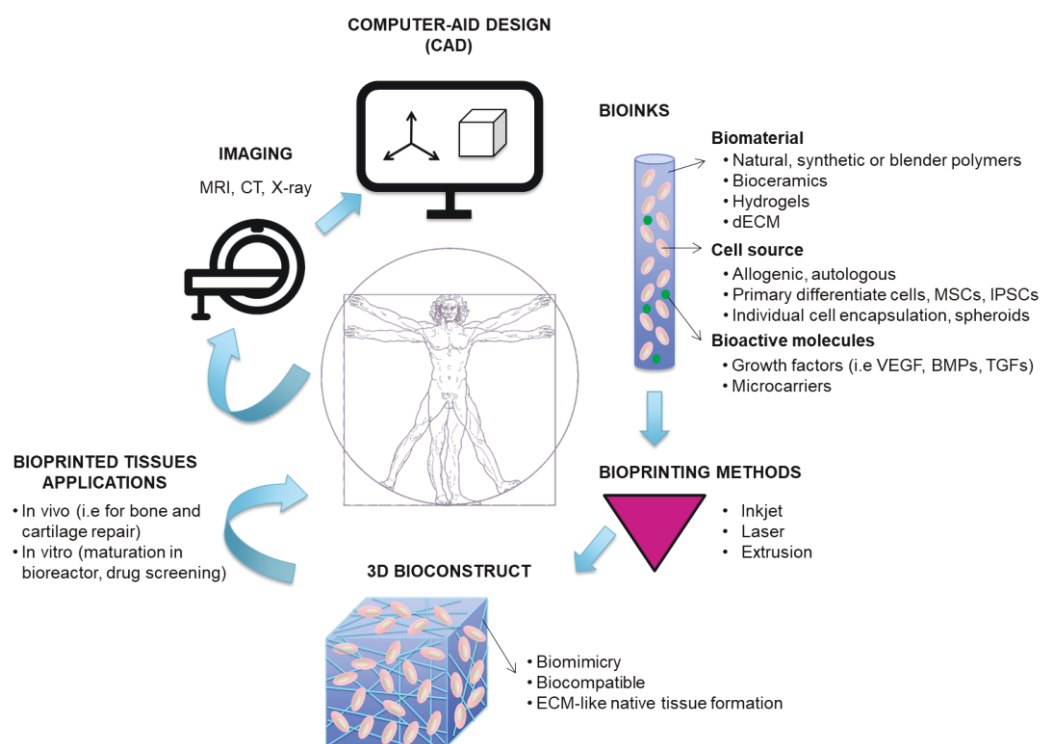 COMPUTER-AID DESIGN
(CAD)
IMAGING
MRI, CT, X-ray
BIOINKS
Biomaterial
• Natural, synthetic or blender polymers
• Bioceramics
• Hydrogels
• dECM
Cell source
• Allogenic, autologous
• Primary differentiate cells, MSCs, IPSCs
• Individual cell encapsulation, spheroids
Bioactive molecules
• Growth factors (i.e VEGF, BMPs, TGFs)
• Microcarriers
BIOPRINTING METHODS
• Inkjet
• Laser
• Extrusion
3D BIOCONSTRUCT
• Biomimicry
• Biocompatible
• ECM-like native tissue formation
BIOPRINTED TISSUES
APPLICATIONS
• In vivo (i.e for bone and
cartilage repair)
• In vitro (maturation in
bioreactor, drug screening)